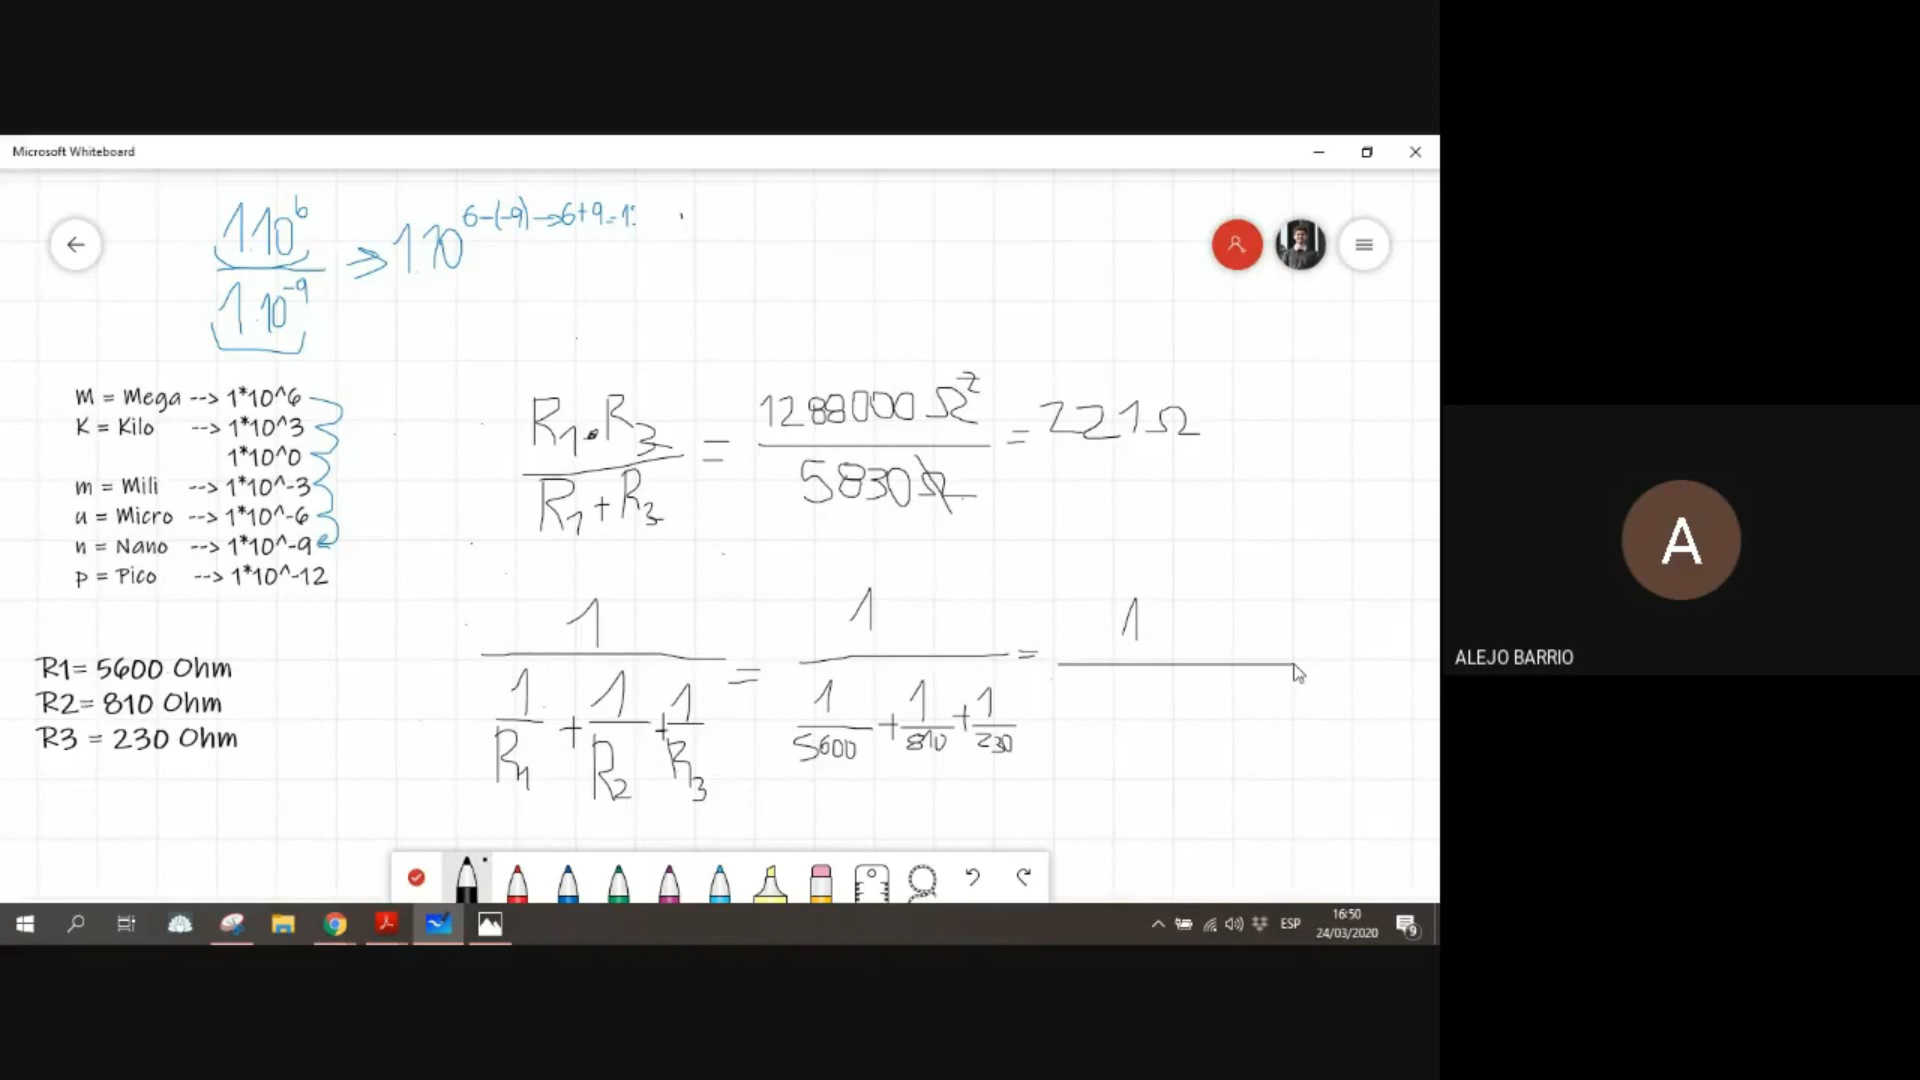 Microsoft Whiteboard
1.10^6 / 1.10^-9 => 1.10^6-(-9)->6+9=1
M = Mega --> 1*10^6
K = Kilo --> 1*10^3
1*10^0
m = Mili --> 1*10^-3
u = Micro --> 1*10^-6
n = Nano --> 1*10^-9
p = Pico --> 1*10^-12
R1.R3 / R1+R3 = 1288000 Ω² / 5830Ω = 221Ω
R1= 5600 Ohm
R2= 810 Ohm
R3 = 230 Ohm
1 / (1/R1 + 1/R2 + 1/R3) = 1 / (1/5600 + 1/810 + 1/230) = 1
A
ALEJO BARRIO
ESP
16:50
24/03/2020
9